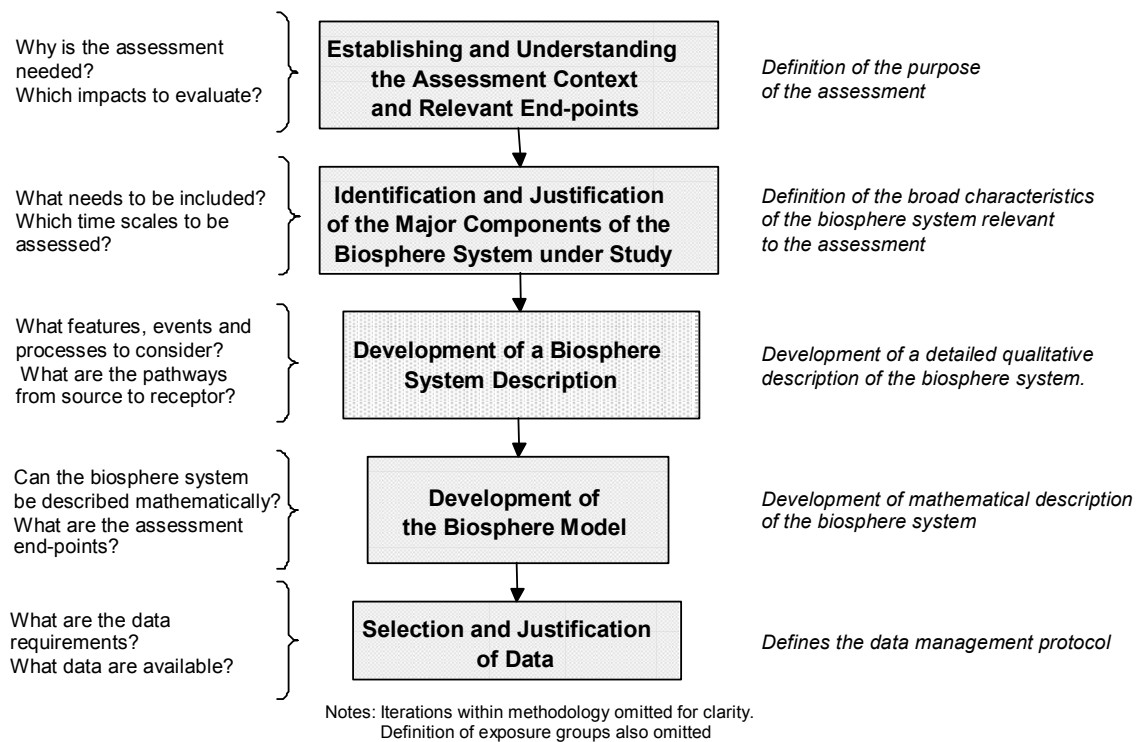 Why is the assessment
needed?
Which impacts to evaluate?
Establishing and Understanding
the Assessment Context
and Relevant End-points
Definition of the purpose
of the assessment
What needs to be included?
Which time scales to be
assessed?
Identification and Justification
of the Major Components of the
Biosphere System under Study
Definition of the broad characteristics
of the biosphere system relevant
to the assessment
What features, events and
processes to consider?
What are the pathways
from source to receptor?
Development of a Biosphere
System Description
Development of a detailed qualitative
description of the biosphere system.
Can the biosphere system
be described mathematically?
What are the assessment
end-points?
Development of
the Biosphere Model
Development of mathematical description
of the biosphere system
What are the data
requirements?
What data are available?
Selection and Justification
of Data
Defines the data management protocol
Notes: Iterations within methodology omitted for clarity.
Definition of exposure groups also omitted